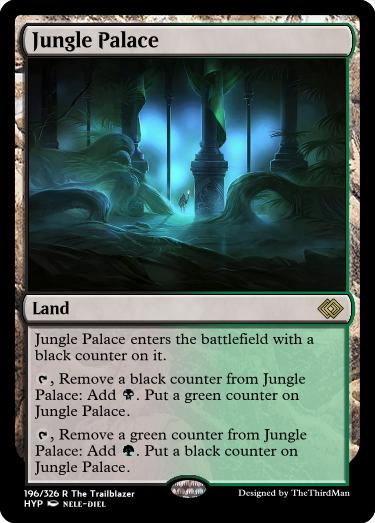 Jungle Palace
Land
Jungle Palace enters the battlefield with a
black counter on it.
, Remove a black counter from Jungle
Palace: Add . Put a green counter on
Jungle Palace.
, Remove a green counter from Jungle
Palace: Add . Put a black counter on
Jungle Palace.
196/326 R The Trailblazer
HYP NELE-DIEL
Designed by TheThirdMan